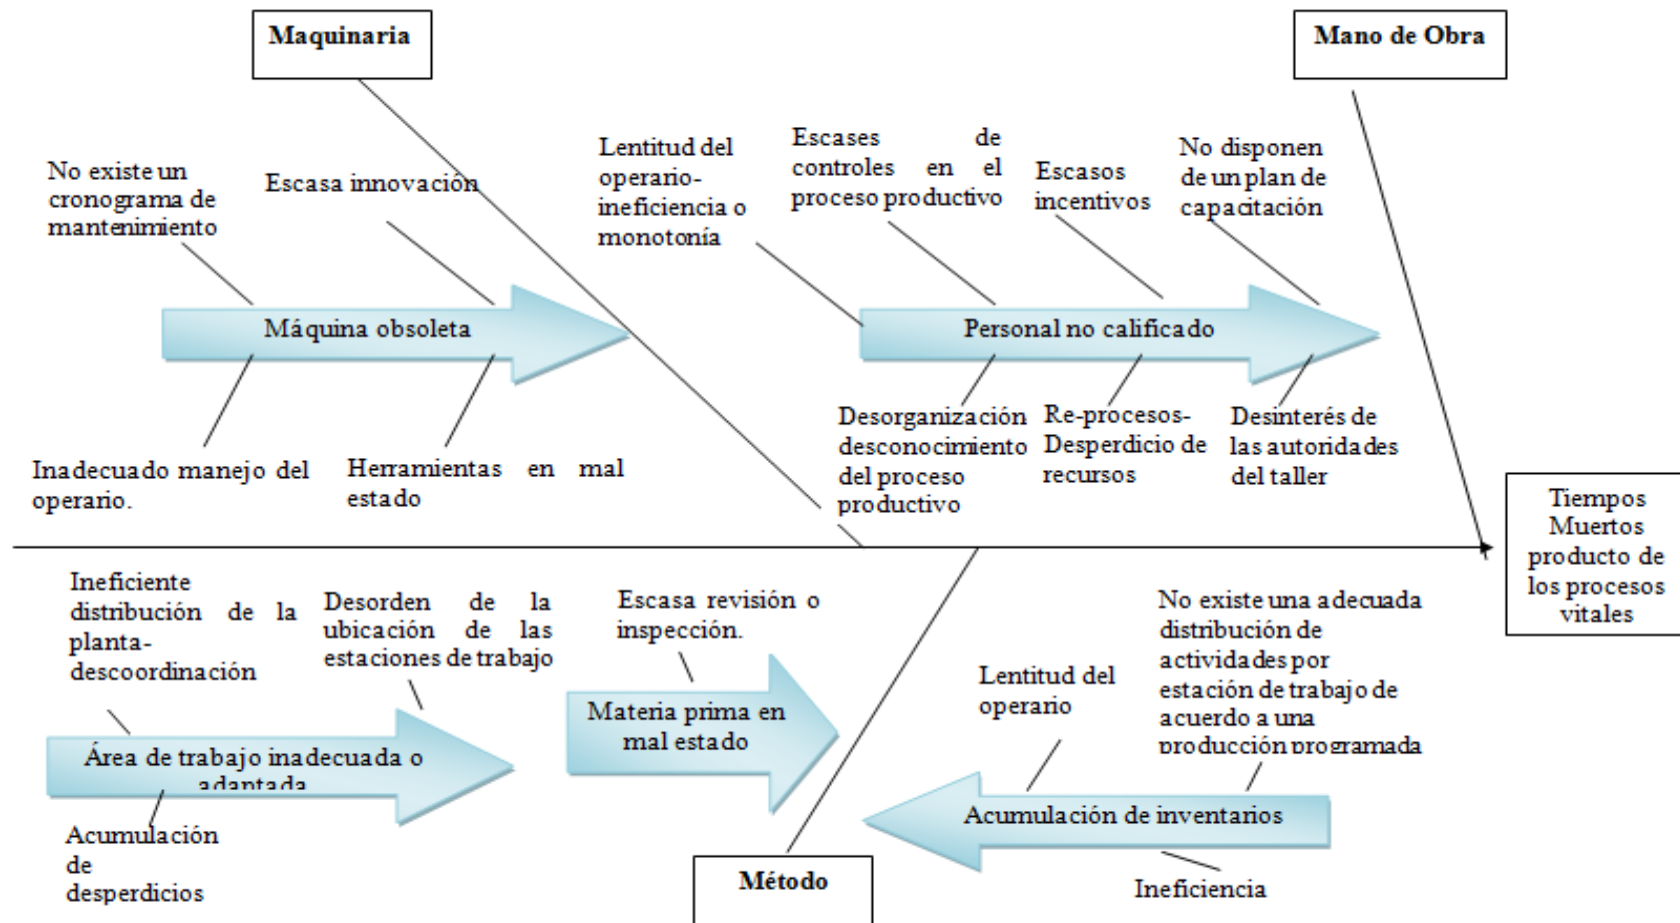 Maquinaria
Mano de Obra
No existe un
cronograma de
mantenimiento
Escasa innovación
Lentitud del
operario-
ineficiencia o
monotonía
Escases de
controles en el
proceso productivo
Escasos
incentivos
No disponen
de un plan de
capacitación
Máquina obsoleta
Personal no calificado
Inadecuado manejo del
operario.
Herramientas en mal
estado
Desorganización
desconocimiento
del proceso
productivo
Re-procesos-
Desperdicio de
recursos
Desinterés de
las autoridades
del taller
Tiempos
Muertos
producto de
los procesos
vitales
Ineficiente
distribución de la
planta-
descoordinación
Desorden de la
ubicación de las
estaciones de trabajo
Escasa revisión o
inspección.
Lentitud del
operario
No existe una adecuada
distribución de
actividades por
estación de trabajo de
acuerdo a una
producción programada
Área de trabajo inadecuada o
adaptada
Materia prima en
mal estado
Acumulación de inventarios
Acumulación
de
desperdicios
Método
Ineficiencia